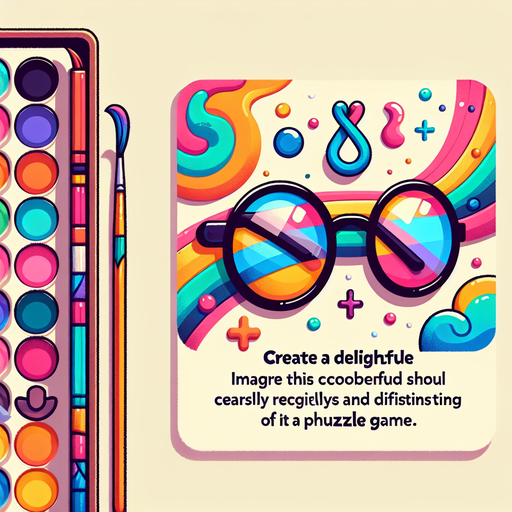 Create a delighfule
Imagre this ccooberfud shoul
cearslly recgiellys and difistinsting
of it a phuzzle game.